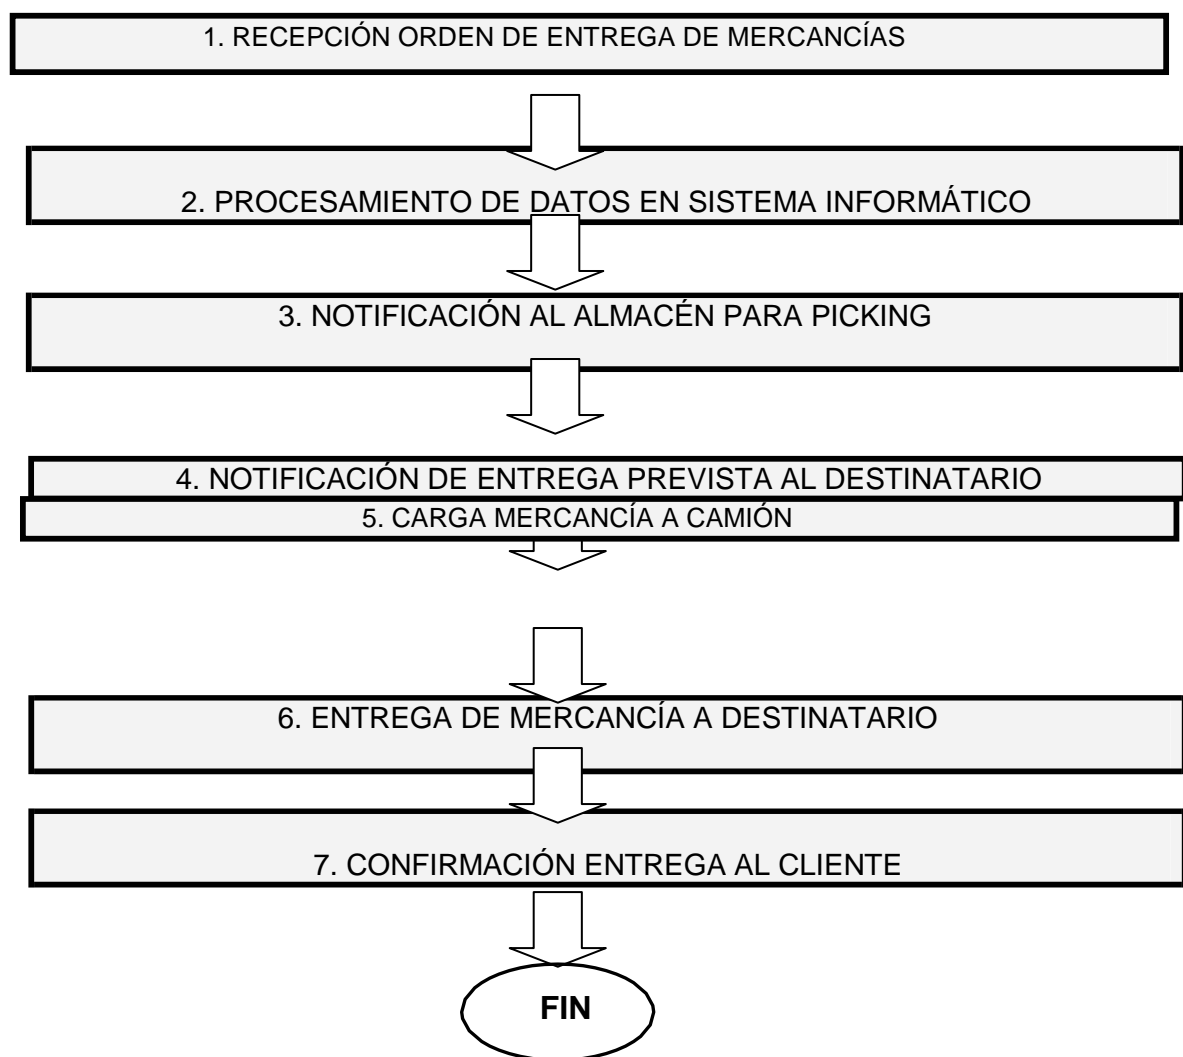 1. RECEPCIÓN ORDEN DE ENTREGA DE MERCANCÍAS
2. PROCESAMIENTO DE DATOS EN SISTEMA INFORMÁTICO
3. NOTIFICACIÓN AL ALMACÉN PARA PICKING
4. NOTIFICACIÓN DE ENTREGA PREVISTA AL DESTINATARIO
5. CARGA MERCANCÍA A CAMIÓN
6. ENTREGA DE MERCANCÍA A DESTINATARIO
7. CONFIRMACIÓN ENTREGA AL CLIENTE
FIN